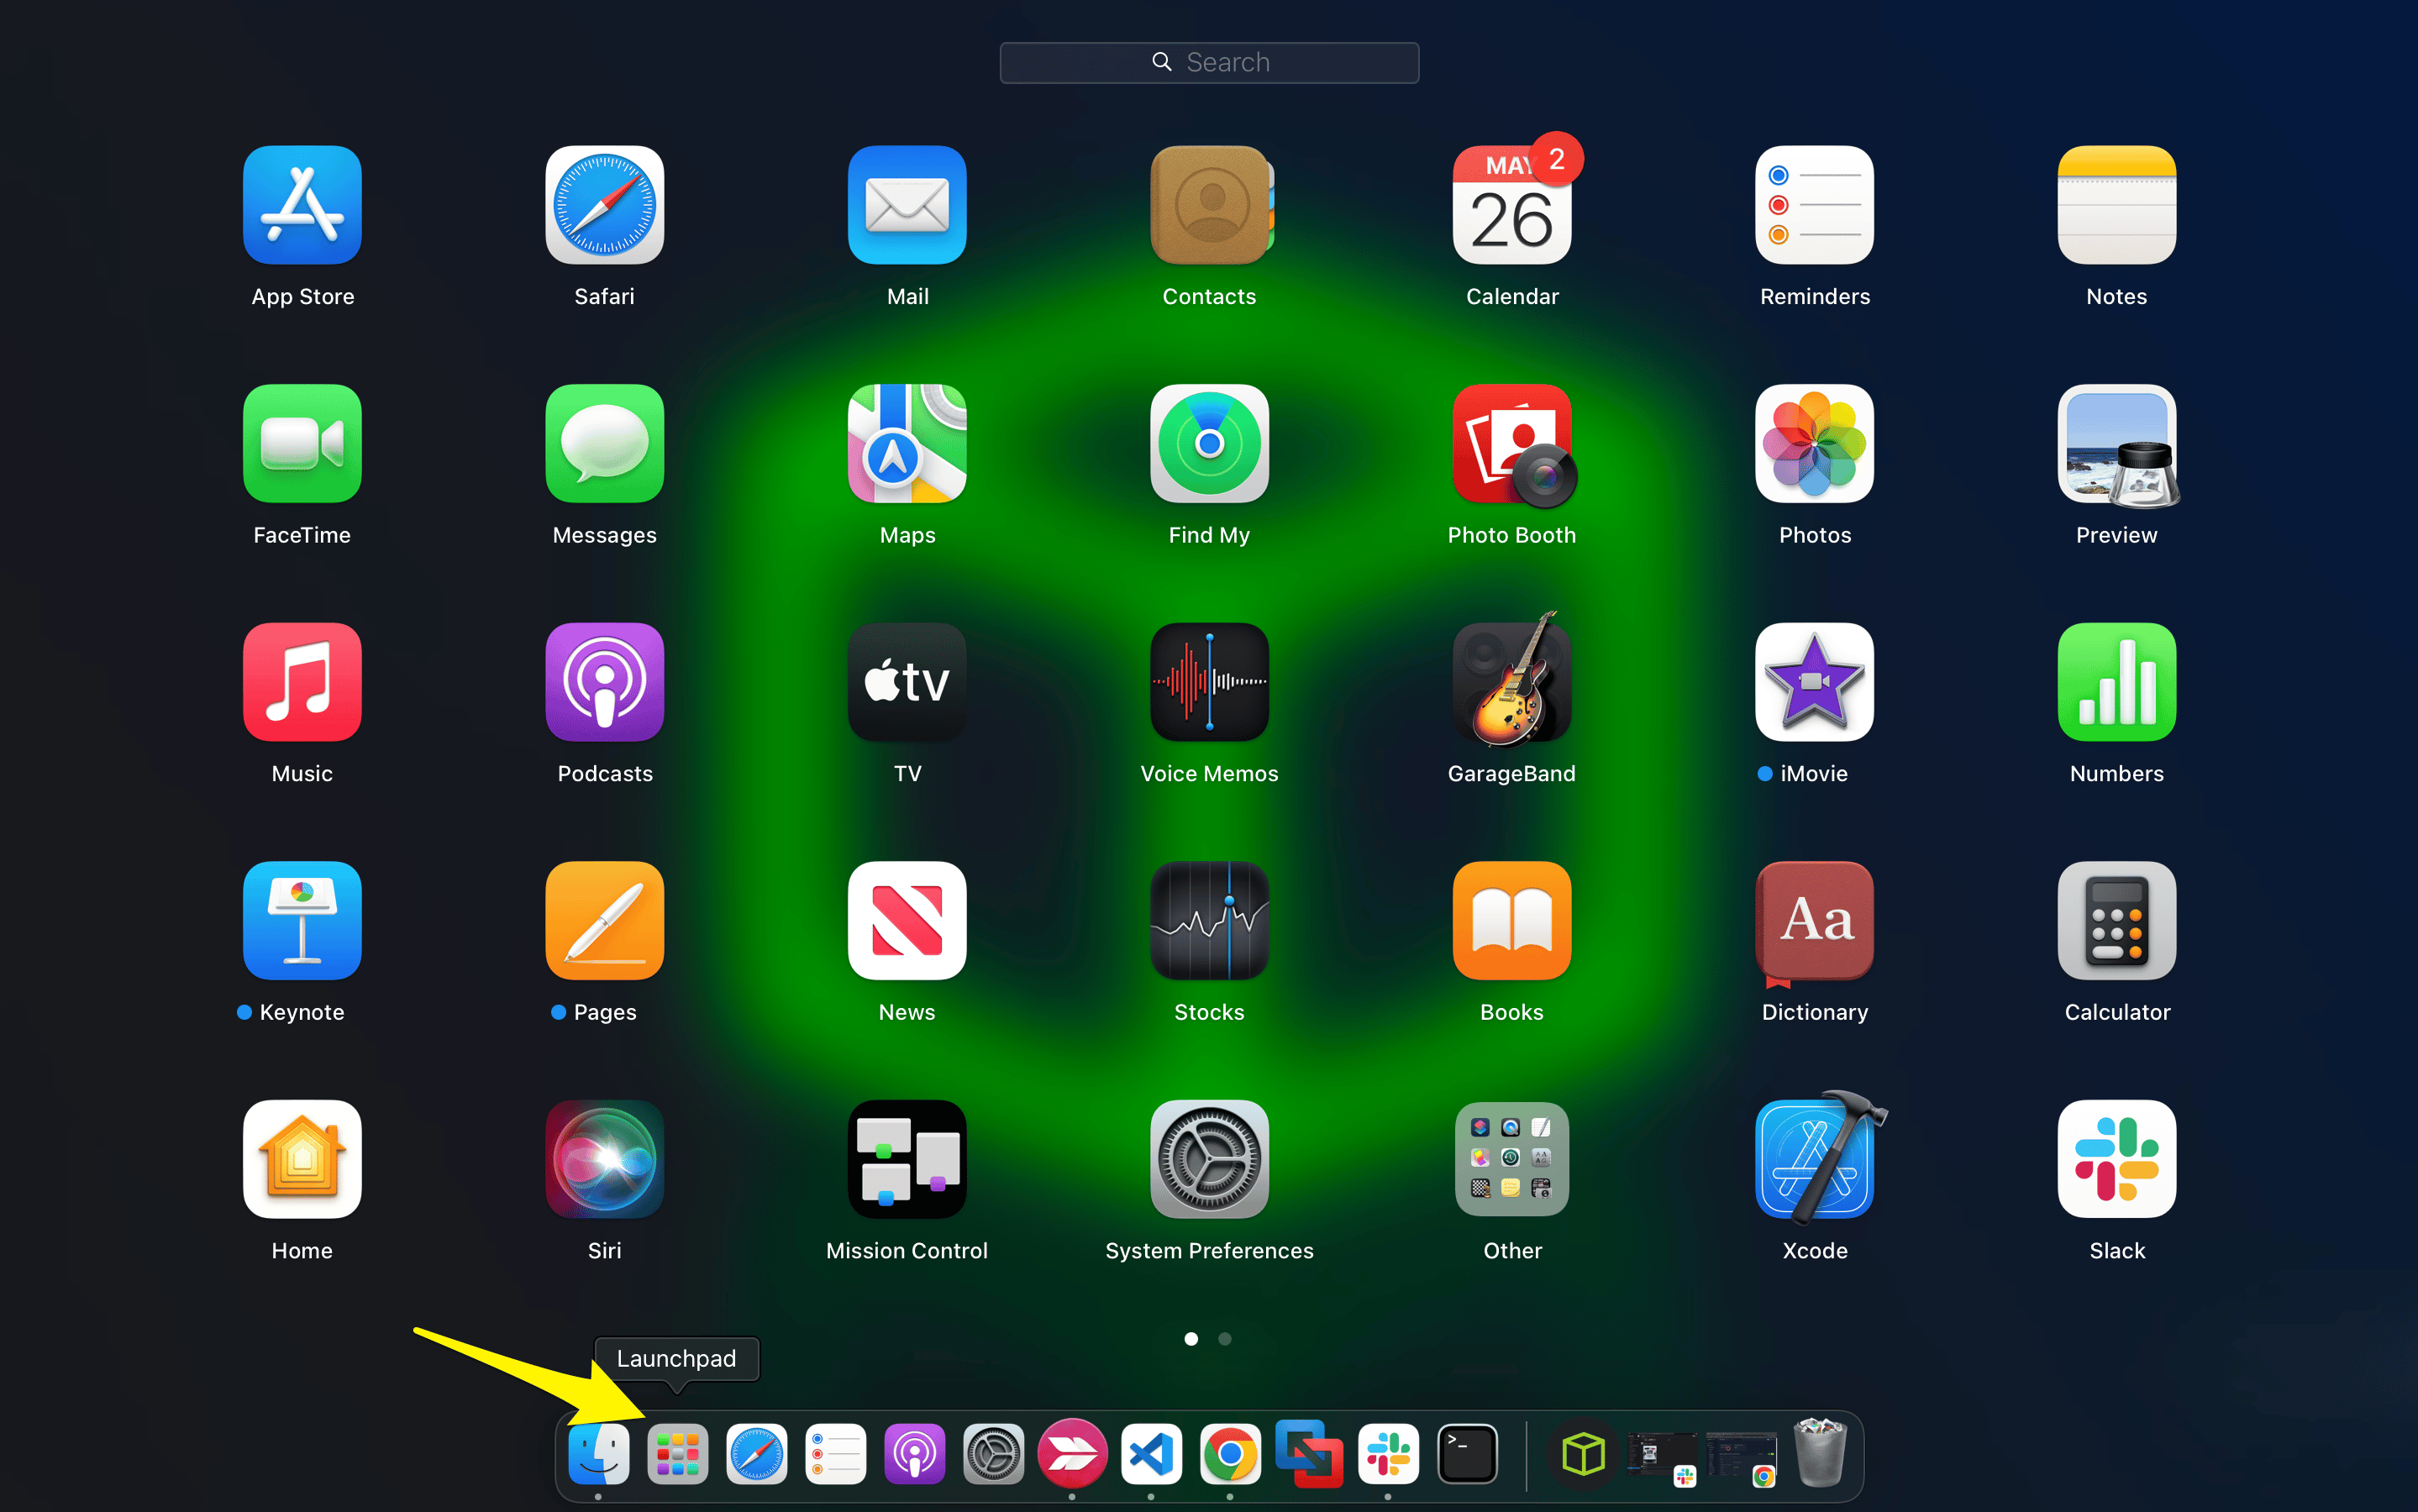 Search
MAY 2
26
App Store
Safari
Mail
Contacts
Calendar
Reminders
Notes
FaceTime
Messages
Maps
Find My
Photo Booth
Photos
Preview
tv
Music
Podcasts
TV
Voice Memos
GarageBand
iMovie
Numbers
Aa
Keynote
Pages
News
Stocks
Books
Dictionary
Calculator
Home
Siri
Mission Control
System Preferences
Other
Xcode
Slack
Launchpad
>_